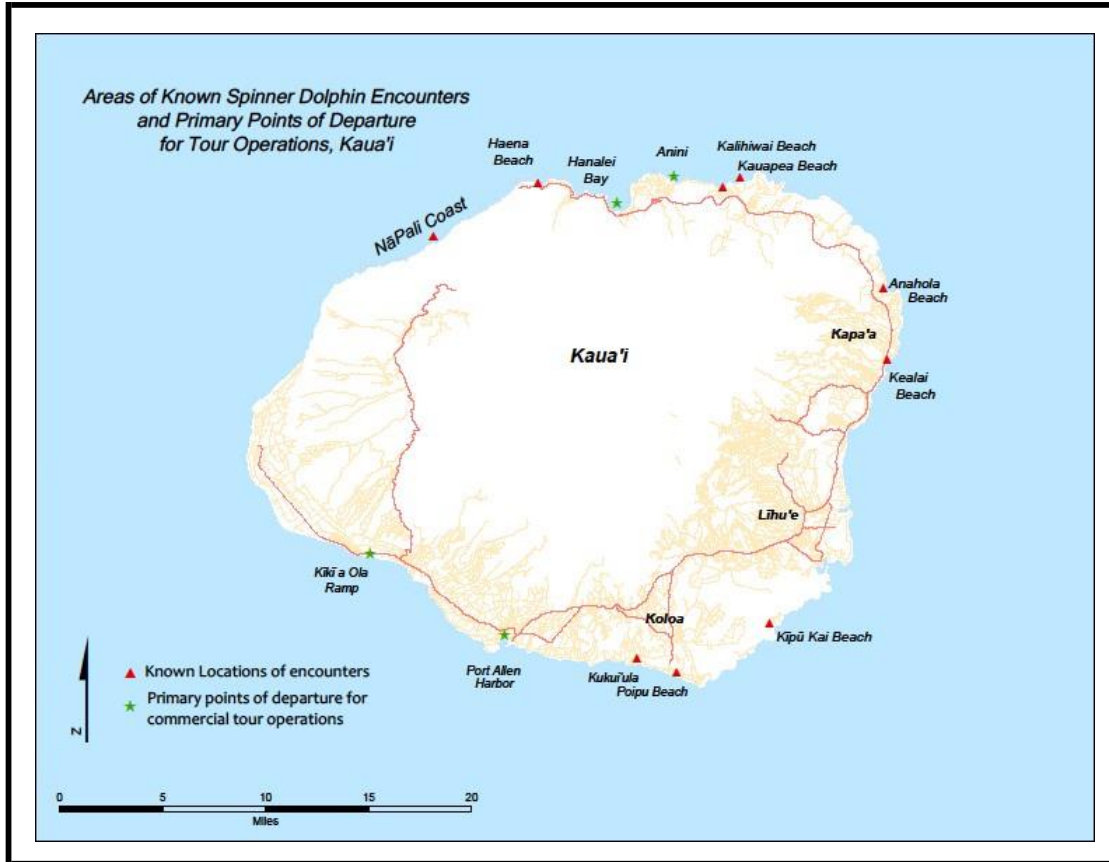 Areas of Known Spinner Dolphin Encounters
and Primary Points of Departure
for Tour Operations, Kaua'i
Haena
Beach
Hanalei
Bay
Anini
Kalihiwai Beach
Kauapea Beach
NāPali Coast
Anahola
Beach
Kapa'a
Kaua'i
Kealai
Beach
Līhu'e
Kīkī a Ola
Ramp
Koloa
Kīpū Kai Beach
Port Allen
Harbor
Kukui'ula
Poipu Beach
Known Locations of encounters
Primary points of departure for
commercial tour operations
N
0 5 10 15 20
Miles